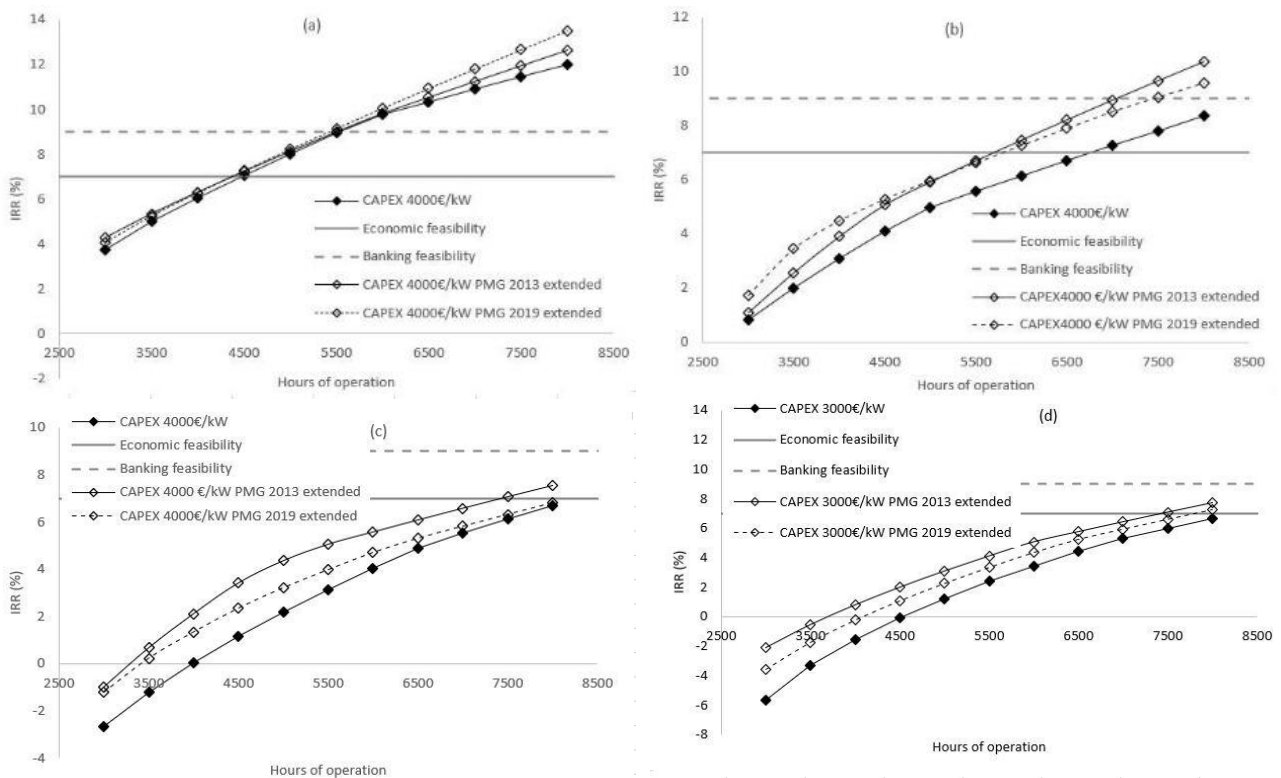 (a)
14
12
10
8
6
4
2
0
-2
IRR (%)
2500 3500 4500 5500 6500 7500 8500
Hours of operation
CAPEX 4000€/kW
Economic feasibility
Banking feasibility
CAPEX 4000€/kW PMG 2013 extended
CAPEX 4000€/kW PMG 2019 extended
(b)
12
10
8
6
4
2
0
IRR (%)
2500 3500 4500 5500 6500 7500 8500
Hours of operation
CAPEX 4000€/kW
Economic feasibility
Banking feasibility
CAPEX4000 €/kW PMG 2013 extended
CAPEX4000 €/kW PMG 2019 extended
(c)
10
8
6
4
2
0
-2
-4
IRR (%)
CAPEX 4000€/kW
Economic feasibility
Banking feasibility
CAPEX 4000 €/kW PMG 2013 extended
CAPEX 4000€/kW PMG 2019 extended
2500 3500 4500 5500 6500 7500 8500
Hours of operation
(d)
14
12
10
8
6
4
2
0
-2
-4
-6
-8
IRR (%)
CAPEX 3000€/kW
Economic feasibility
Banking feasibility
CAPEX 3000€/kW PMG 2013 extended
CAPEX 3000€/kW PMG 2019 extended
2500 3500 4500 5500 6500 7500 8500
Hours of operation